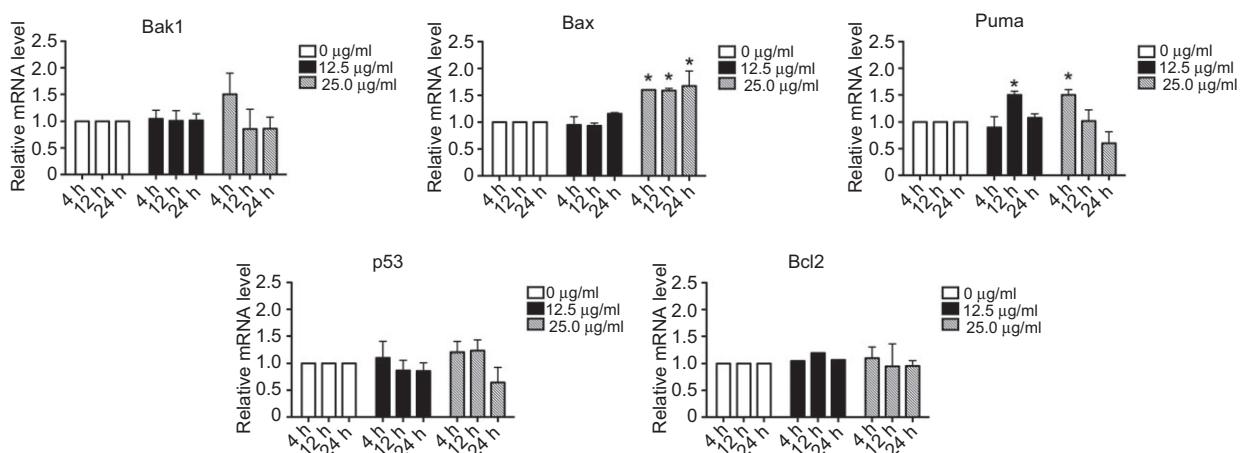 Bak1
Relative mRNA level
2.5
2.0
1.5
1.0
0.5
0
4 h
12 h
24 h
4 h
12 h
24 h
4 h
12 h
24 h
0 µg/ml
12.5 µg/ml
25.0 µg/ml
Bax
Relative mRNA level
2.5
2.0
1.5
1.0
0.5
0
* * *
4 h
12 h
24 h
4 h
12 h
24 h
4 h
12 h
24 h
0 µg/ml
12.5 µg/ml
25.0 µg/ml
Puma
Relative mRNA level
2.5
2.0
1.5
1.0
0.5
0
* *
4 h
12 h
24 h
4 h
12 h
24 h
4 h
12 h
24 h
0 µg/ml
12.5 µg/ml
25.0 µg/ml
p53
Relative mRNA level
2.5
2.0
1.5
1.0
0.5
0
4 h
12 h
24 h
4 h
12 h
24 h
4 h
12 h
24 h
0 µg/ml
12.5 µg/ml
25.0 µg/ml
Bcl2
Relative mRNA level
2.5
2.0
1.5
1.0
0.5
0
4 h
12 h
24 h
4 h
12 h
24 h
4 h
12 h
24 h
0 µg/ml
12.5 µg/ml
25.0 µg/ml